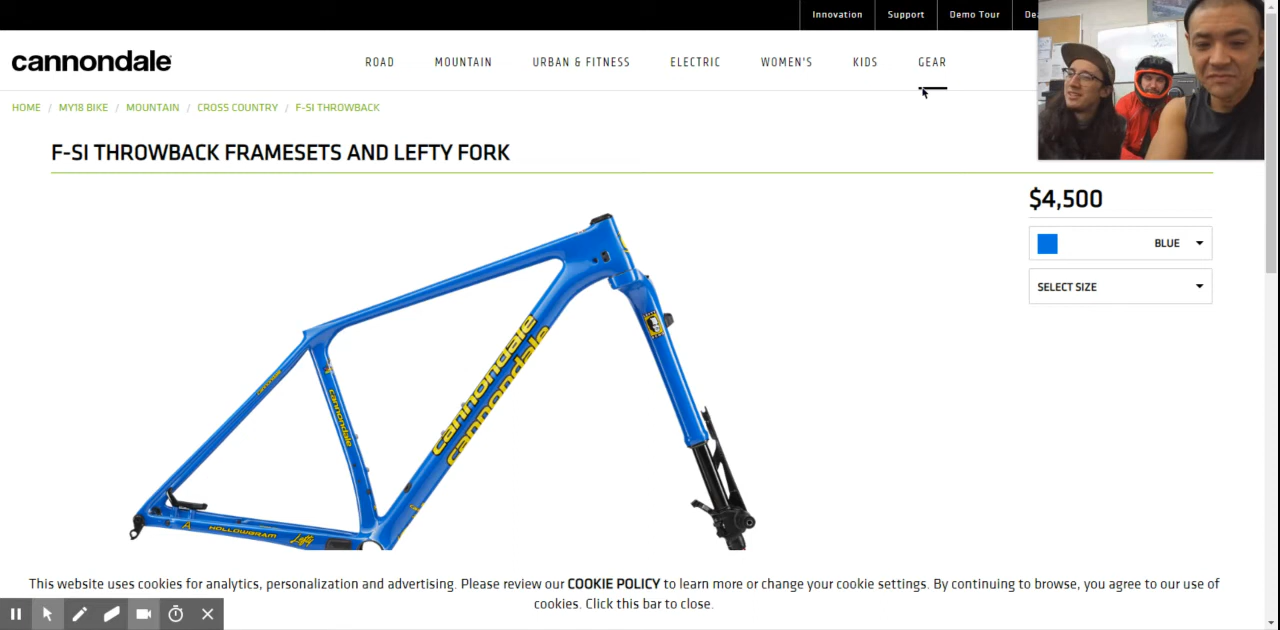 Innovation Support Demo Tour De
cannondale
ROAD MOUNTAIN URBAN & FITNESS ELECTRIC WOMEN'S KIDS GEAR
HOME / MY18 BIKE / MOUNTAIN / CROSS COUNTRY / F-SI THROWBACK
F-SI THROWBACK FRAMESETS AND LEFTY FORK
$4,500
BLUE
SELECT SIZE
cannondale
cannondale
cannondale
cannondale
HOLLOWGRAM
Lefty
This website uses cookies for analytics, personalization and advertising. Please review our COOKIE POLICY to learn more or change your cookie settings. By continuing to browse, you agree to our use of
cookies. Click this bar to close.